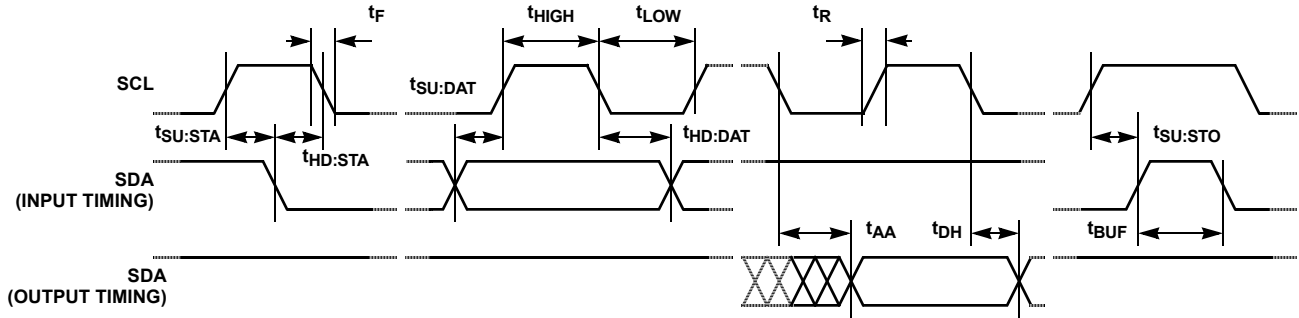 tF
tHIGH
tLOW
tR
SCL
tSU:DAT
tSU:STA
tHD:STA
tHD:DAT
tSU:STO
SDA
(INPUT TIMING)
tAA
tDH
tBUF
SDA
(OUTPUT TIMING)